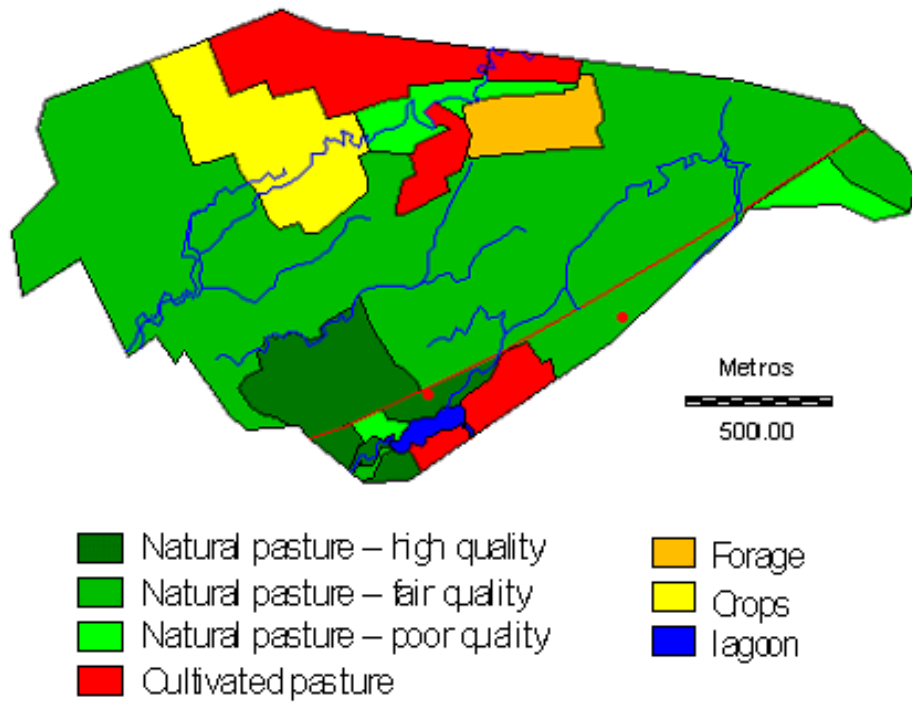 Metros
500.00
Natural pasture – high quality
Natural pasture – fair quality
Natural pasture – poor quality
Cultivated pasture
Forage
Crops
lagoon